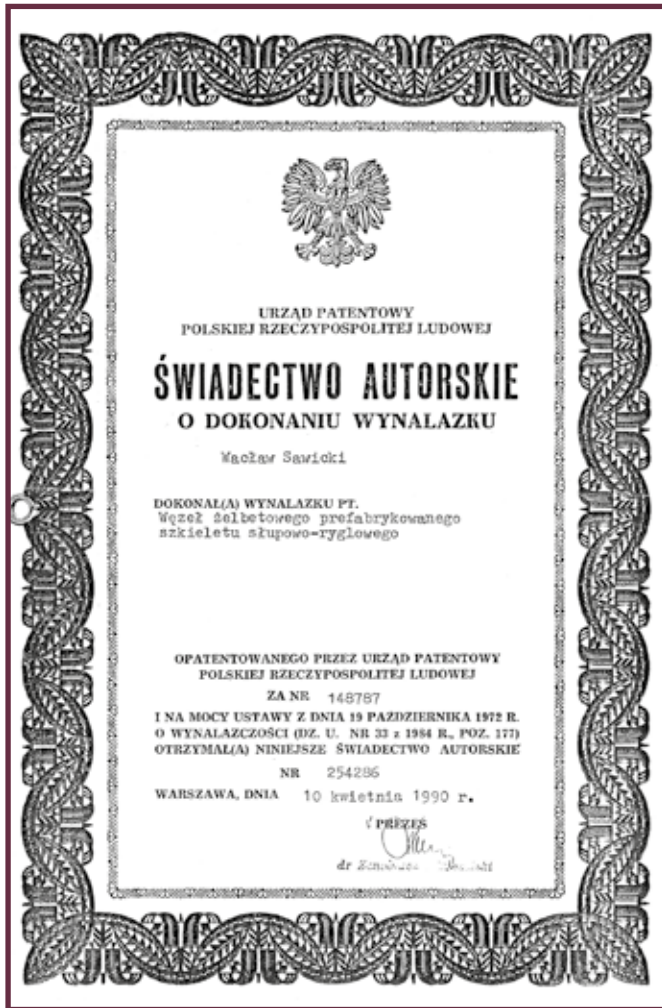 URZĄD PATENTOWY
POLSKIEJ RZECZYPOSPOLITEJ LUDOWEJ
ŚWIADECTWO AUTORSKIE
O DOKONANIU WYNALAZKU
Wacław Sawicki
DOKONAŁ(A) WYNALAZKU PT.
Węzeł żelbetowego prefabrykowanego
szkieletu słupowo-ryglowego
OPATENTOWANEGO PRZEZ URZĄD PATENTOWY
POLSKIEJ RZECZYPOSPOLITEJ LUDOWEJ
ZA NR 148787
I NA MOCY USTAWY Z DNIA 19 PAŹDZIERNIKA 1972 R.
O WYNALAZCZOŚCI (DZ. U. NR 33 z 1984 R., POZ. 177)
OTRZYMAŁ(A) NINIEJSZE ŚWIADECTWO AUTORSKIE
NR 254286
WARSZAWA, DNIA 10 kwietnia 1990 r.
PREZES
dr